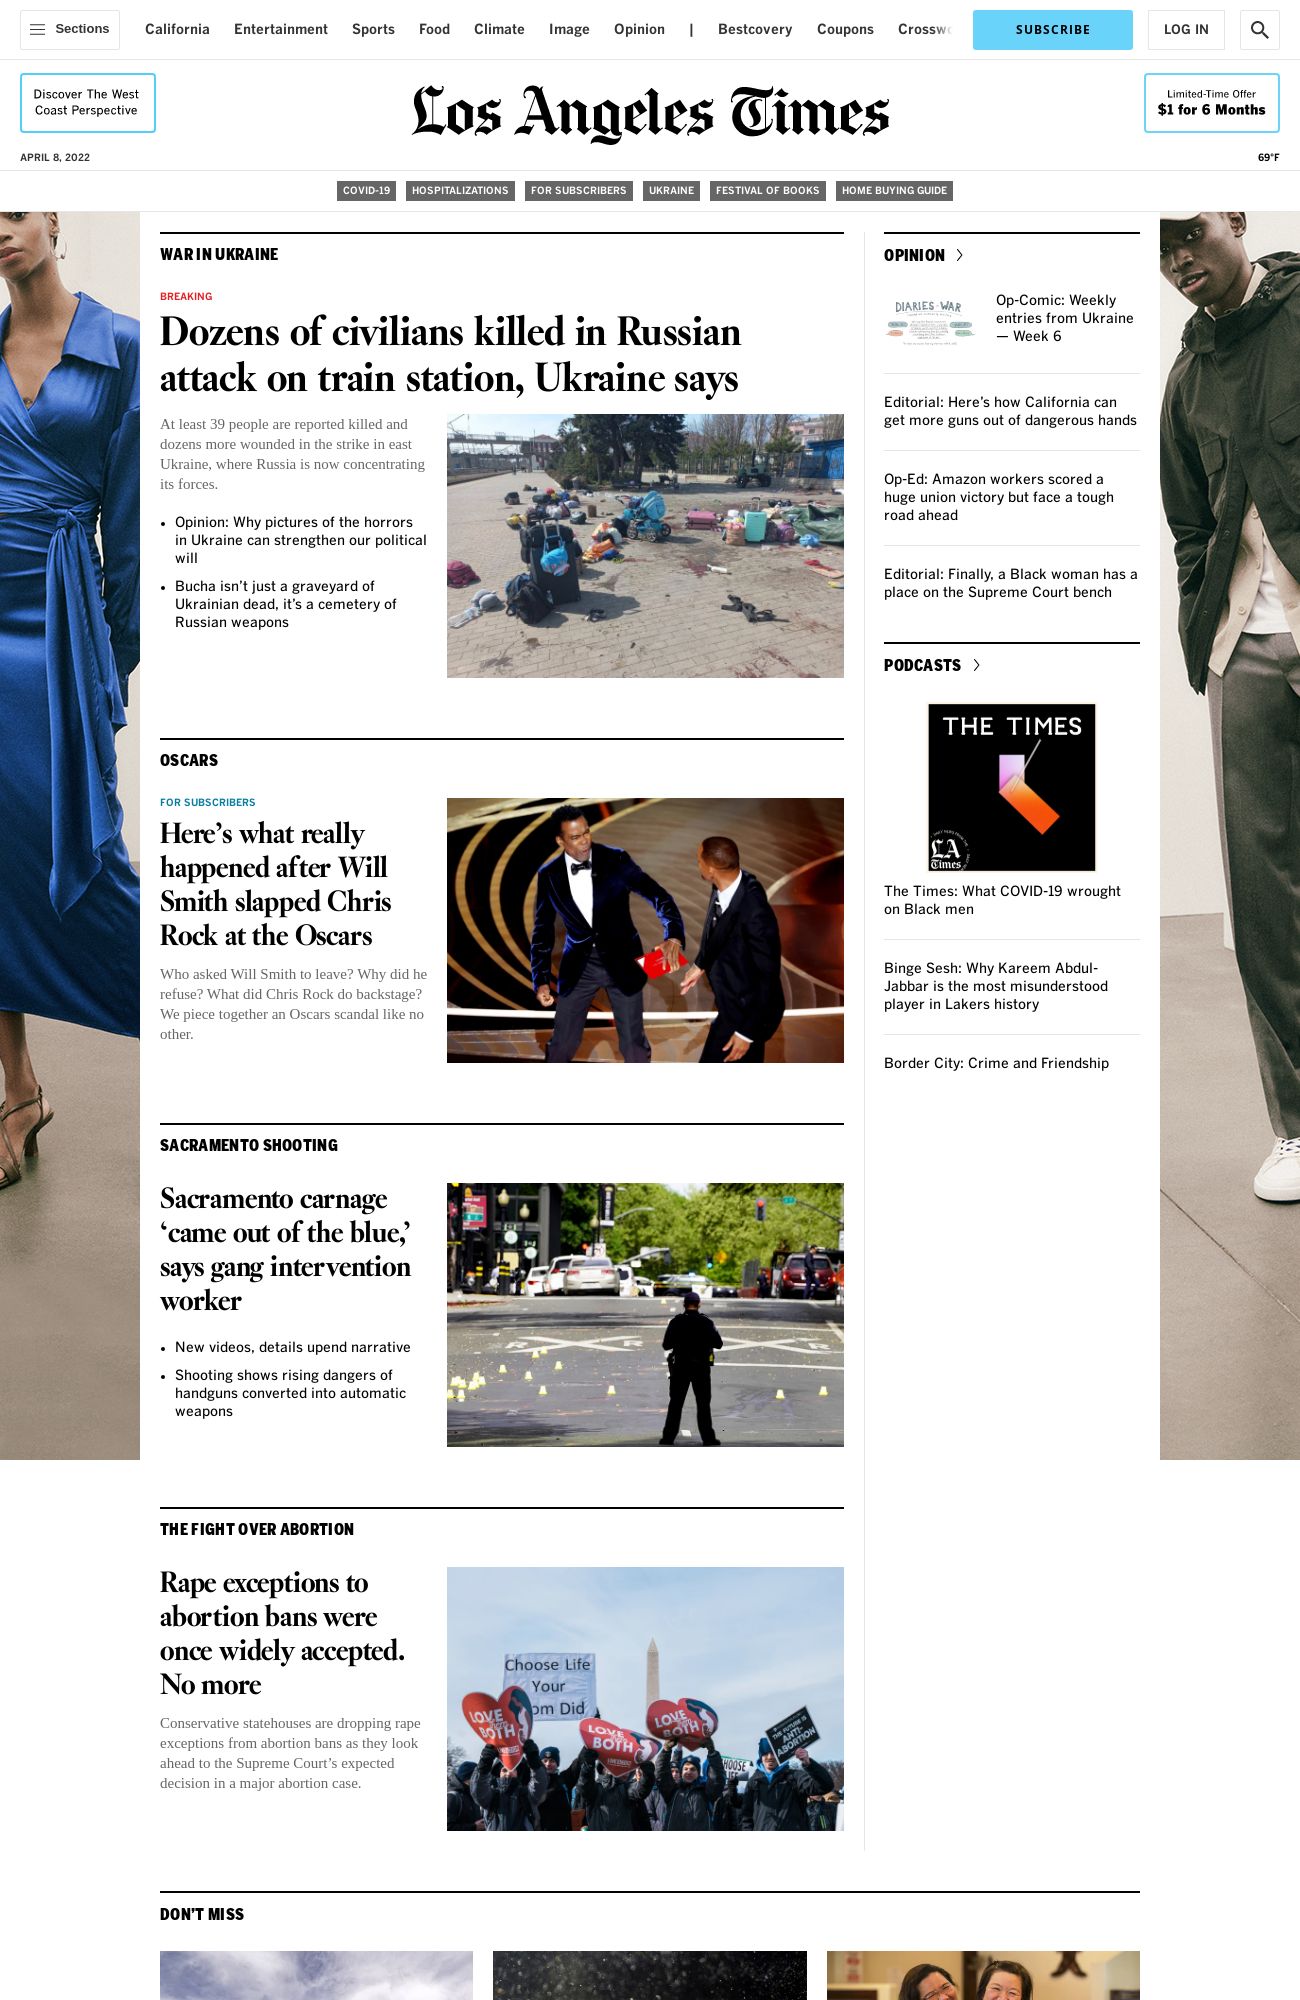 Sections
California
Entertainment
Sports
Food
Climate
Image
Opinion
|
Bestcovery
Coupons
SUBSCRIBE
LOG IN
Discover The West
Coast Perspective
Los Angeles Times
Limited-Time Offer
$1 for 6 Months
APRIL 8, 2022
69°F
COVID-19
HOSPITALIZATIONS
FOR SUBSCRIBERS
UKRAINE
FESTIVAL OF BOOKS
HOME BUYING GUIDE
WAR IN UKRAINE
BREAKING
Dozens of civilians killed in Russian
attack on train station, Ukraine says
At least 39 people are reported killed and
dozens more wounded in the strike in east
Ukraine, where Russia is now concentrating
its forces.
• Opinion: Why pictures of the horrors
in Ukraine can strengthen our political
will
• Bucha isn’t just a graveyard of
Ukrainian dead, it’s a cemetery of
Russian weapons
OSCARS
FOR SUBSCRIBERS
Here’s what really
happened after Will
Smith slapped Chris
Rock at the Oscars
Who asked Will Smith to leave? Why did he
refuse? What did Chris Rock do backstage?
We piece together an Oscars scandal like no
other.
SACRAMENTO SHOOTING
Sacramento carnage
‘came out of the blue,’
says gang intervention
worker
• New videos, details upend narrative
• Shooting shows rising dangers of
handguns converted into automatic
weapons
R R
THE FIGHT OVER ABORTION
Rape exceptions to
abortion bans were
once widely accepted.
No more
Conservative statehouses are dropping rape
exceptions from abortion bans as they look
ahead to the Supreme Court’s expected
decision in a major abortion case.
Choose Life
Your
om Did
LOVE
BOTH
LOVE
BOTH
LOVE
BOTH
THE FUTURE IS
ANTI-
ABORTION
CHOOSE
OPINION
DIARIES OF WAR
Op-Comic: Weekly
entries from Ukraine
— Week 6
Editorial: Here’s how California can
get more guns out of dangerous hands
Op-Ed: Amazon workers scored a
huge union victory but face a tough
road ahead
Editorial: Finally, a Black woman has a
place on the Supreme Court bench
PODCASTS
THE TIMES
LA
Times
The Times: What COVID-19 wrought
on Black men
Binge Sesh: Why Kareem Abdul-
Jabbar is the most misunderstood
player in Lakers history
Border City: Crime and Friendship
DON’T MISS